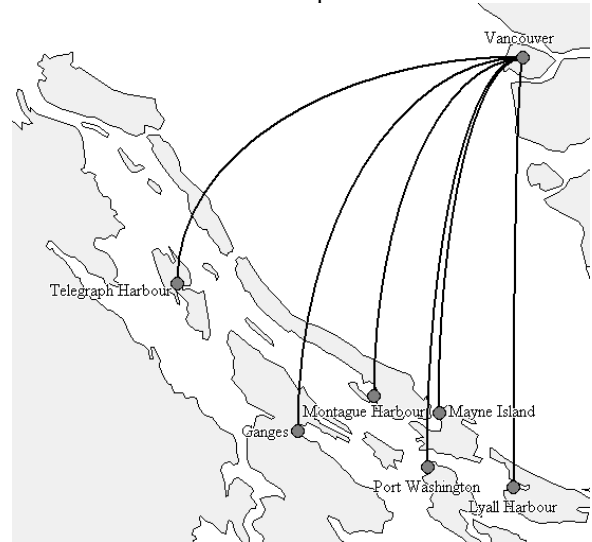 Vancouver
Telegraph Harbour
Montague Harbour
Mayne Island
Ganges
Port Washington
Lyall Harbour